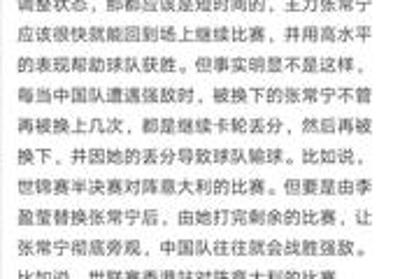 调整状态，那都应该是短时间的，主力张常宁
应该很快就能回到场上继续比赛，并用高水平
的表现帮助球队获胜。但事实明显不是这样，
每当中国队遭遇强敌时，被换下的张常宁不管
再被换上几次，都是继续卡轮丢分，然后再被
换下，并因她的丢分导致球队输球。比如说，
世锦赛半决赛对阵意大利的比赛。但要是由李
盈莹替换张常宁后，由她打完剩余的比赛，让
张常宁彻底旁观，中国队往往就会战胜强敌。
比如说，世联赛香港站对阵意大利的比赛